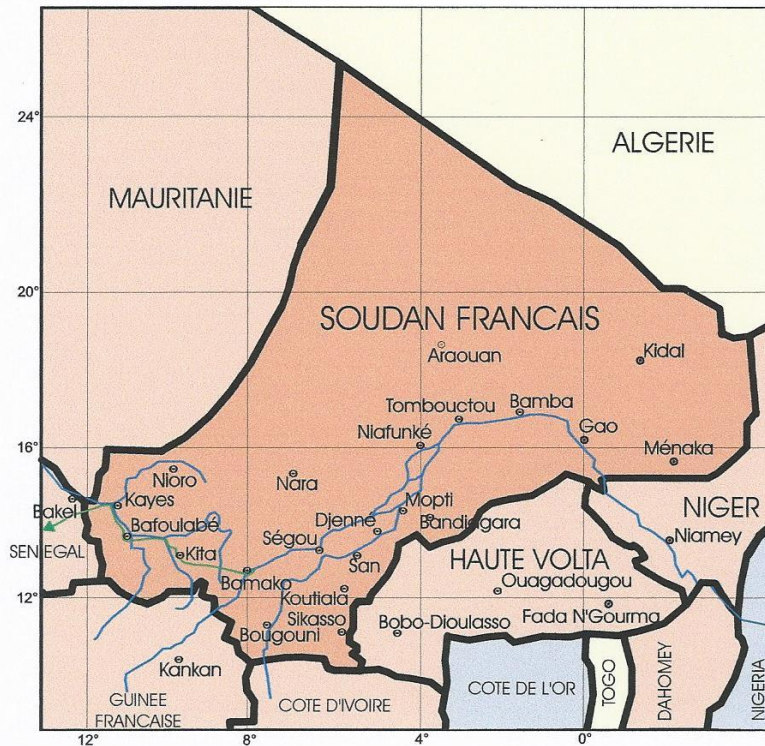 24°
ALGERIE
MAURITANIE
20°
SOUDAN FRANCAIS
Araouan
Kidal
Bamba
Tombouctou
Niafunké
Gao
16°
Ménaka
Nioro
Nara
Bakel
Kayes
Mopti
NIGER
Bafoulabé
Djenné
Bandiagara
Niamey
SENEGAL
Kita
Ségou
San
HAUTE VOLTA
Bamako
Ouagadougou
12°
Koutiala
Sikasso
Fada N'Gourma
Bougouni
Bobo-Dioulasso
Kankan
GUINEE
FRANCAISE
COTE D'IVOIRE
COTE DE L'OR
TOGO
DAHOMEY
NIGERIA
12°
8°
4°
0°